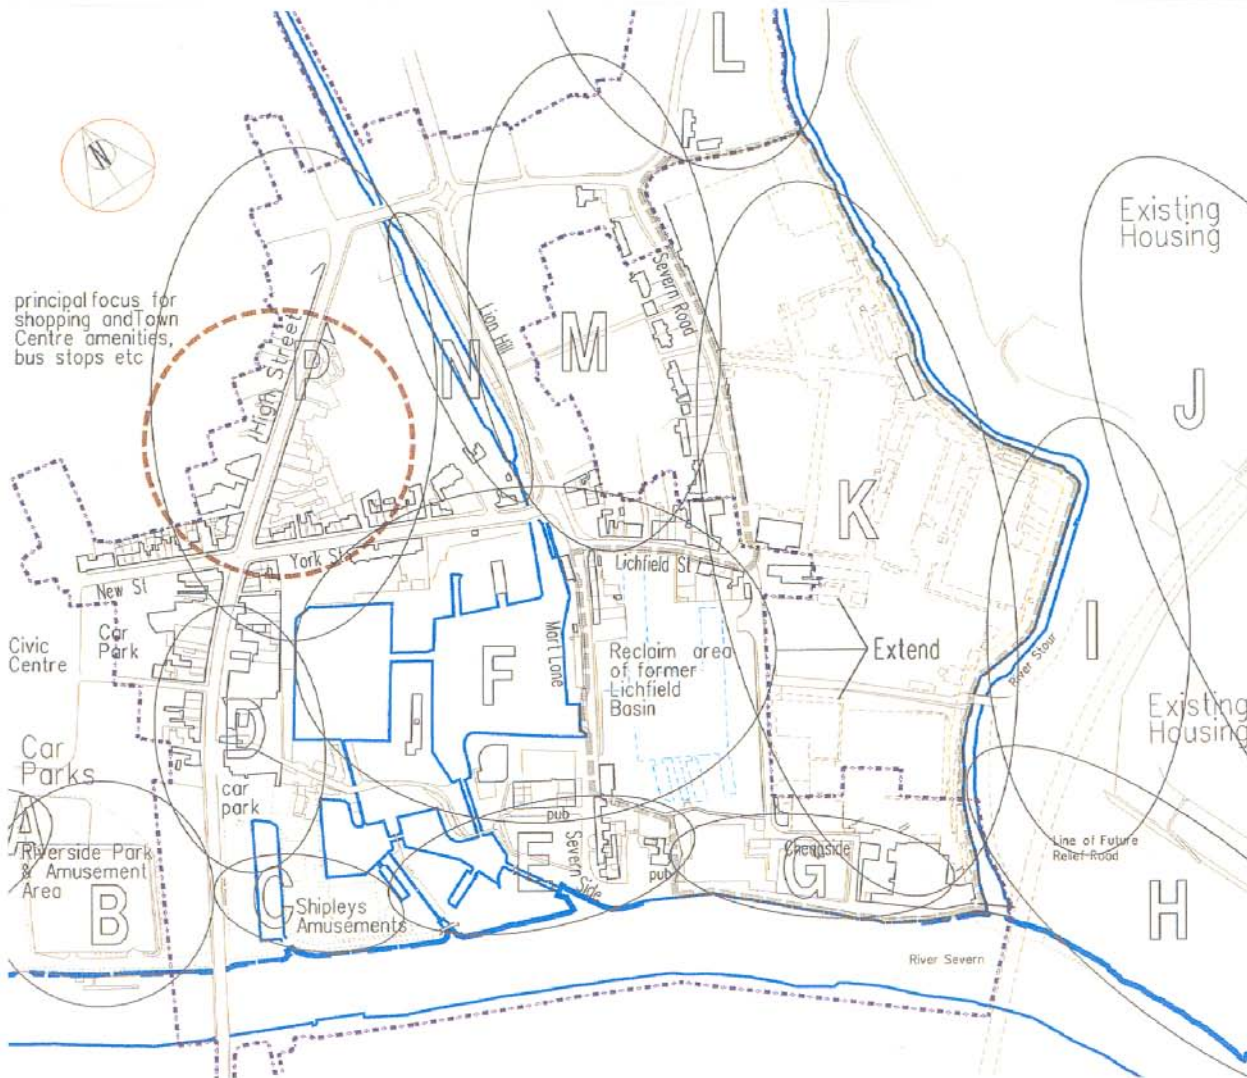 L
N
Existing
Housing
principal focus for
shopping and Town
Centre amenities,
bus stops etc
High Street
P
N
Lion Hill
M
Severn Road
J
K
York St
New St
Lichfield St
Civic
Centre
Car
Park
Mart Lane
F
Reclaim area
of former
Lichfield
Basin
Extend
I
River Stour
Existing
Housing
D
Car
Parks
car
park
pub
A
Riverside Park
& Amusement
Area
B
C
Shipleys
Amusements
E
Severn Side
pub
Cheapside
G
Line of Future
Relief Road
H
River Severn